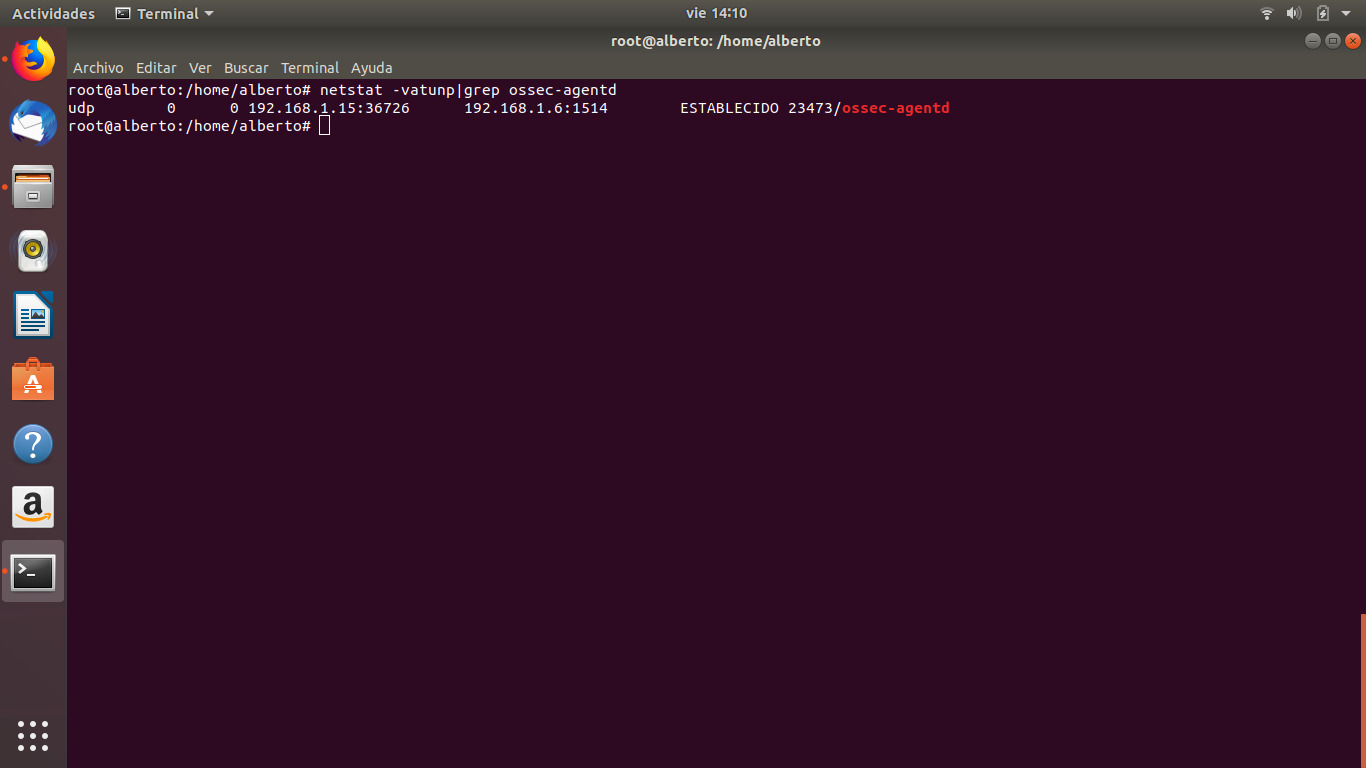 Actividades Terminal vie 14:10
root@alberto: /home/alberto
Archivo Editar Ver Buscar Terminal Ayuda
root@alberto:/home/alberto# netstat -vatunp|grep ossec-agentd
udp        0      0 192.168.1.15:36726      192.168.1.6:1514        ESTABLECIDO 23473/ossec-agentd
root@alberto:/home/alberto#